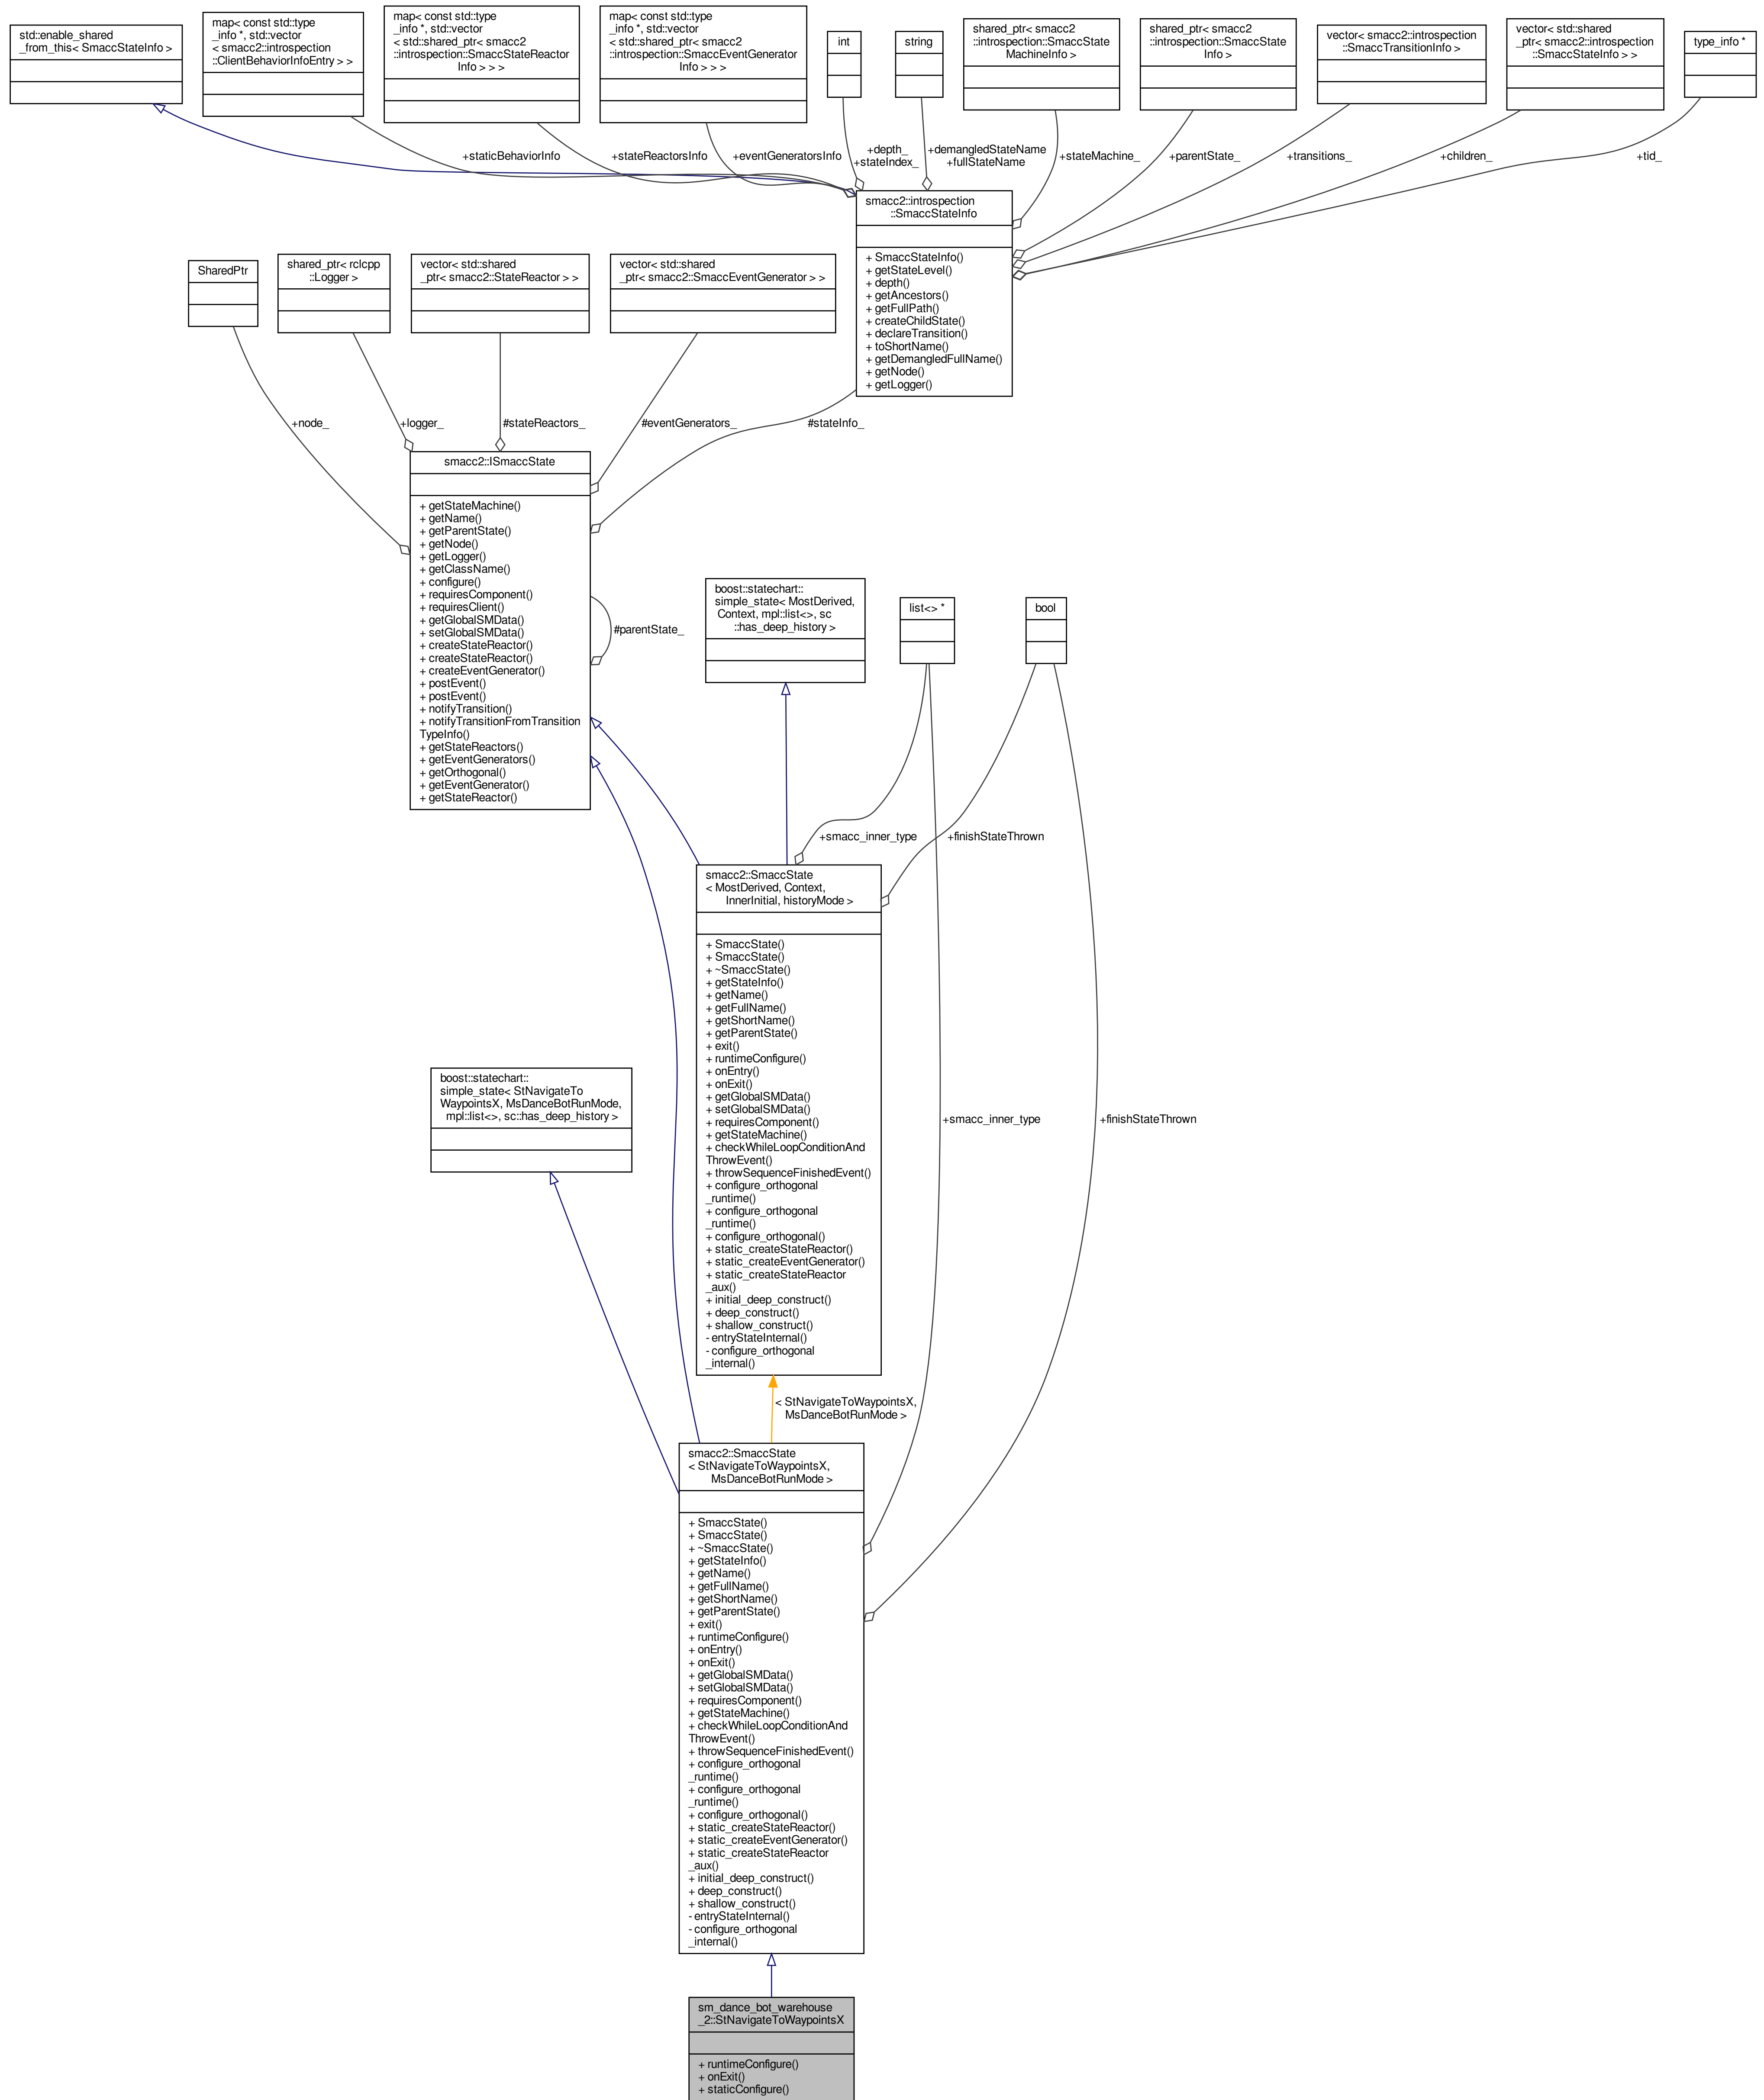 std::enable_shared
_from_this< SmaccStateInfo >
map< const std::type
_info *, std::vector
< smacc2::introspection
::ClientBehaviorInfoEntry > >
map< const std::type
_info *, std::vector
< std::shared_ptr< smacc2
::introspection::SmaccStateReactor
Info > > >
map< const std::type
_info *, std::vector
< std::shared_ptr< smacc2
::introspection::SmaccEventGenerator
Info > > >
int
string
shared_ptr< smacc2
::introspection::SmaccState
MachineInfo >
shared_ptr< smacc2
::introspection::SmaccState
Info >
vector< smacc2::introspection
::SmaccTransitionInfo >
vector< std::shared
_ptr< smacc2::introspection
::SmaccStateInfo > >
type_info *
+staticBehaviorInfo
+stateReactorsInfo
+eventGeneratorsInfo
+depth_
+stateIndex_
+demangledStateName
+fullStateName
+stateMachine_
+parentState_
+transitions_
+children_
+tid_
smacc2::introspection
::SmaccStateInfo
+ SmaccStateInfo()
+ getStateLevel()
+ depth()
+ getAncestors()
+ getFullPath()
+ createChildState()
+ declareTransition()
+ toShortName()
+ getDemangledFullName()
+ getNode()
+ getLogger()
SharedPtr
shared_ptr< rclcpp
::Logger >
vector< std::shared
_ptr< smacc2::StateReactor > >
vector< std::shared
_ptr< smacc2::SmaccEventGenerator > >
+node_
+logger_
#stateReactors_
#eventGenerators_
#stateInfo_
smacc2::ISmaccState
+ getStateMachine()
+ getName()
+ getParentState()
+ getNode()
+ getLogger()
+ getClassName()
+ configure()
+ requiresComponent()
+ requiresClient()
+ getGlobalSMData()
+ setGlobalSMData()
+ createStateReactor()
+ createStateReactor()
+ createEventGenerator()
+ postEvent()
+ postEvent()
+ notifyTransition()
+ notifyTransitionFromTransition
TypeInfo()
+ getStateReactors()
+ getEventGenerators()
+ getOrthogonal()
+ getEventGenerator()
+ getStateReactor()
#parentState_
boost::statechart::
simple_state< MostDerived,
Context, mpl::list<>, sc
::has_deep_history >
list<> *
bool
+smacc_inner_type
+finishStateThrown
smacc2::SmaccState
< MostDerived, Context,
InnerInitial, historyMode >
+ SmaccState()
+ SmaccState()
+ ~SmaccState()
+ getStateInfo()
+ getName()
+ getFullName()
+ getShortName()
+ getParentState()
+ exit()
+ runtimeConfigure()
+ onEntry()
+ onExit()
+ getGlobalSMData()
+ setGlobalSMData()
+ requiresComponent()
+ getStateMachine()
+ checkWhileLoopConditionAnd
ThrowEvent()
+ throwSequenceFinishedEvent()
+ configure_orthogonal
_runtime()
+ configure_orthogonal
_runtime()
+ configure_orthogonal()
+ static_createStateReactor()
+ static_createEventGenerator()
+ static_createStateReactor
_aux()
+ initial_deep_construct()
+ deep_construct()
+ shallow_construct()
- entryStateInternal()
- configure_orthogonal
_internal()
boost::statechart::
simple_state< StNavigateTo
WaypointsX, MsDanceBotRunMode,
mpl::list<>, sc::has_deep_history >
+smacc_inner_type
+finishStateThrown
< StNavigateToWaypointsX,
MsDanceBotRunMode >
smacc2::SmaccState
< StNavigateToWaypointsX,
MsDanceBotRunMode >
+ SmaccState()
+ SmaccState()
+ ~SmaccState()
+ getStateInfo()
+ getName()
+ getFullName()
+ getShortName()
+ getParentState()
+ exit()
+ runtimeConfigure()
+ onEntry()
+ onExit()
+ getGlobalSMData()
+ setGlobalSMData()
+ requiresComponent()
+ getStateMachine()
+ checkWhileLoopConditionAnd
ThrowEvent()
+ throwSequenceFinishedEvent()
+ configure_orthogonal
_runtime()
+ configure_orthogonal
_runtime()
+ configure_orthogonal()
+ static_createStateReactor()
+ static_createEventGenerator()
+ static_createStateReactor
_aux()
+ initial_deep_construct()
+ deep_construct()
+ shallow_construct()
- entryStateInternal()
- configure_orthogonal
_internal()
sm_dance_bot_warehouse
_2::StNavigateToWaypointsX
+ runtimeConfigure()
+ onExit()
+ staticConfigure()